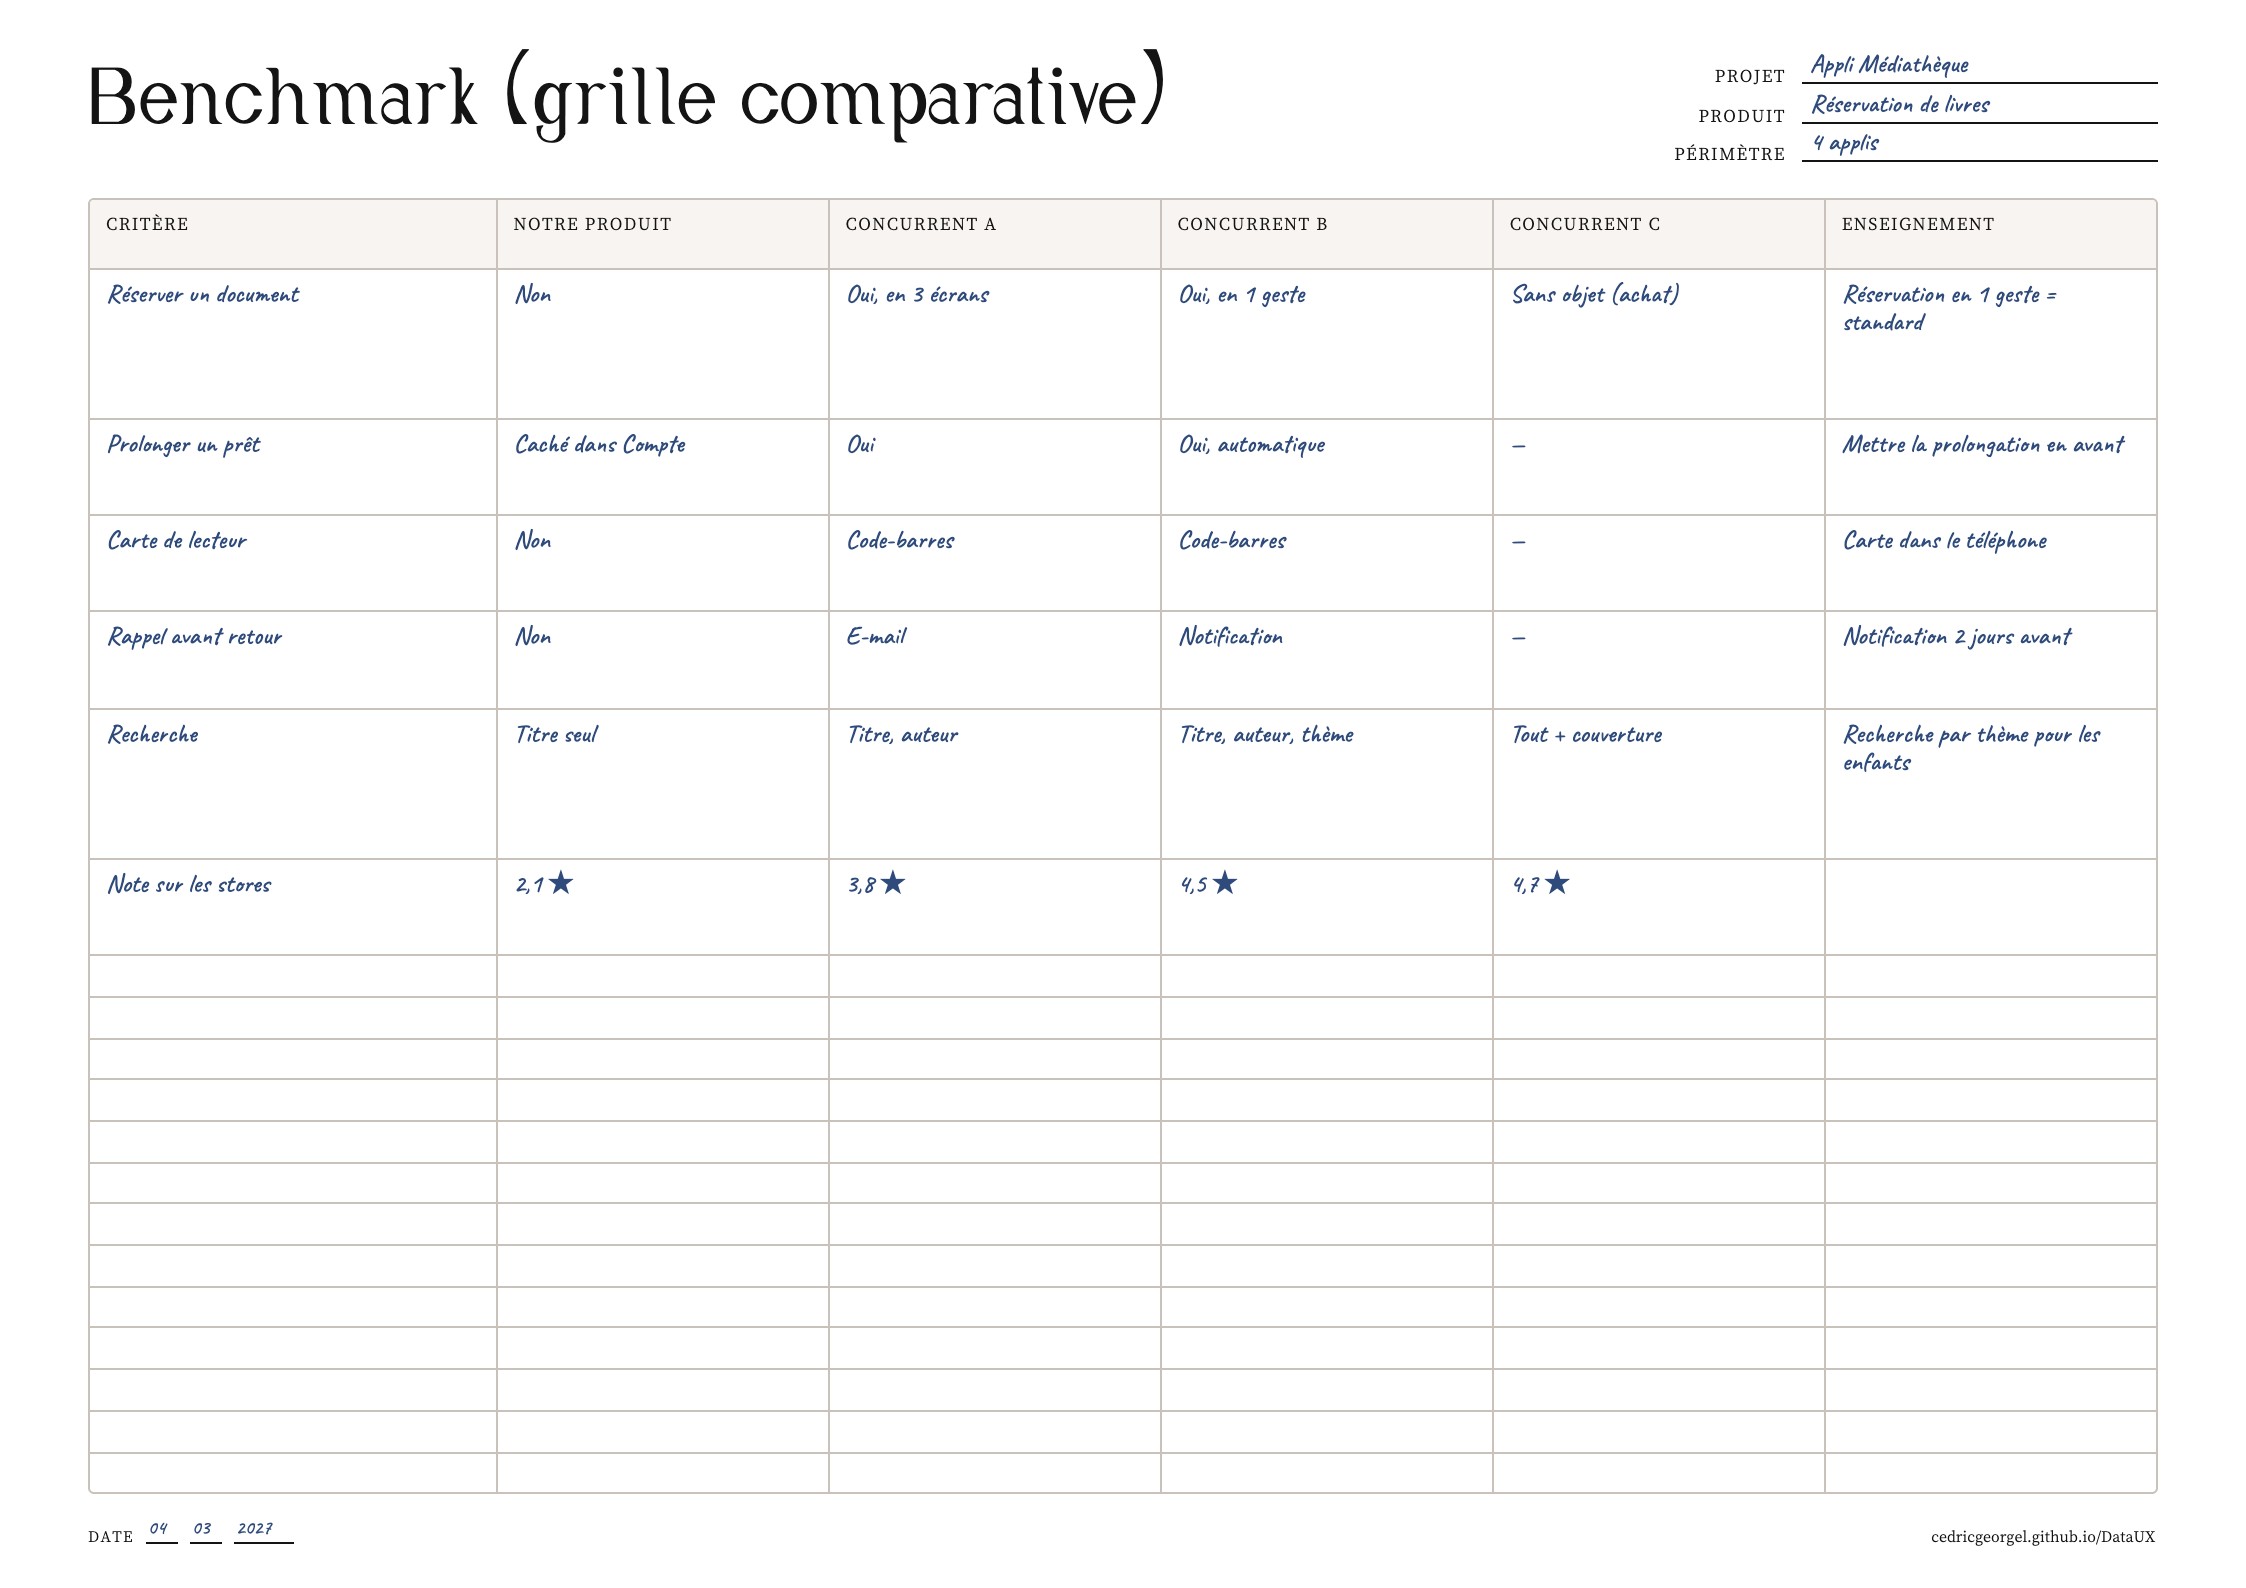 Benchmark (grille comparative)
PROJET Appli Médiathèque
PRODUIT Réservation de livres
PÉRIMÈTRE 4 applis
CRITÈRE NOTRE PRODUIT CONCURRENT A CONCURRENT B CONCURRENT C ENSEIGNEMENT
Réserver un document Non Oui, en 3 écrans Oui, en 1 geste Sans objet (achat) Réservation en 1 geste =
standard
Prolonger un prêt Caché dans Compte Oui Oui, automatique — Mettre la prolongation en avant
Carte de lecteur Non Code-barres Code-barres — Carte dans le téléphone
Rappel avant retour Non E-mail Notification — Notification 2 jours avant
Recherche Titre seul Titre, auteur Titre, auteur, thème Tout + couverture Recherche par thème pour les
enfants
Note sur les stores 2,1 ★ 3,8 ★ 4,5 ★ 4,7 ★
DATE 04 03 2027
cedricgeorgel.github.io/DataUX